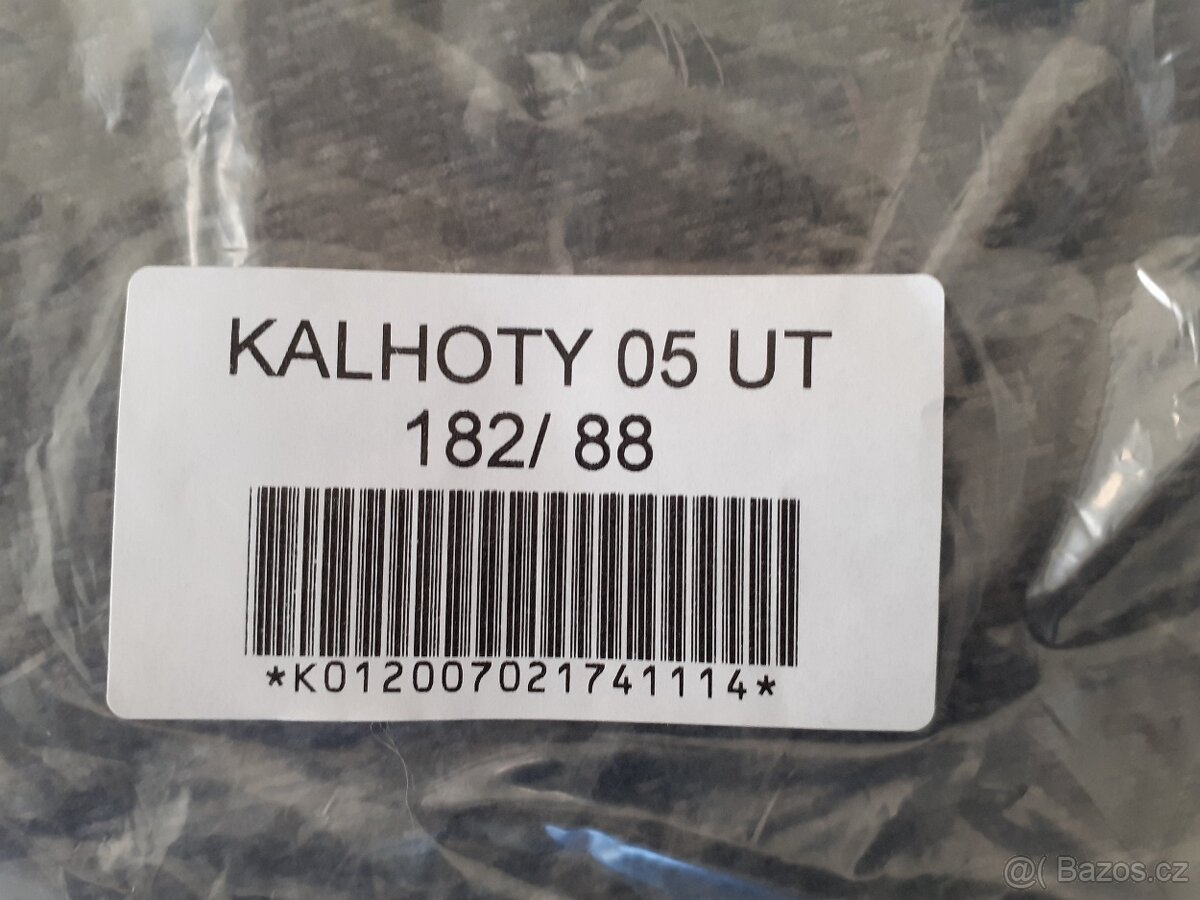 KALHOTY 05 UT
182/ 88
*K012007021741114*
@( Bazos.cz